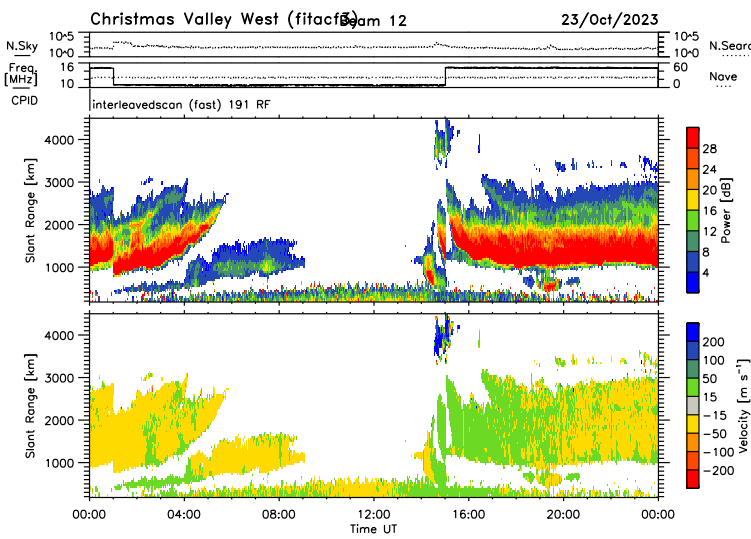 Christmas Valley West (fitacf3)
Beam 12
23/Oct/2023
N.Sky
10^5
10^0
10^5
10^0
N.Searc
Freq.
[MHz]
16
10
60
0
Nave
CPID
interleavedscan (fast) 191 RF
Slant Range [km]
4000
3000
2000
1000
28
24
20
16
12
8
4
Power [dB]
Slant Range [km]
4000
3000
2000
1000
200
100
50
15
-15
-50
-100
-200
Velocity [m s⁻¹]
00:00 04:00 08:00 12:00 16:00 20:00 00:00
Time UT